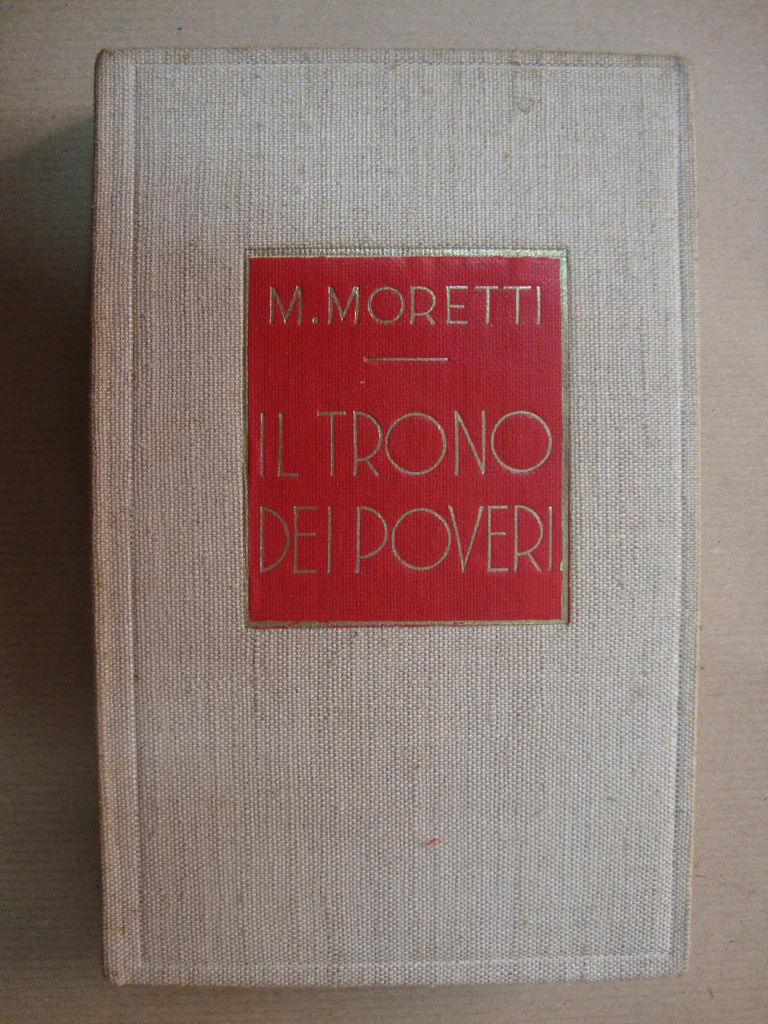 M. MORETTI
IL TRONO
DEI POVERI.